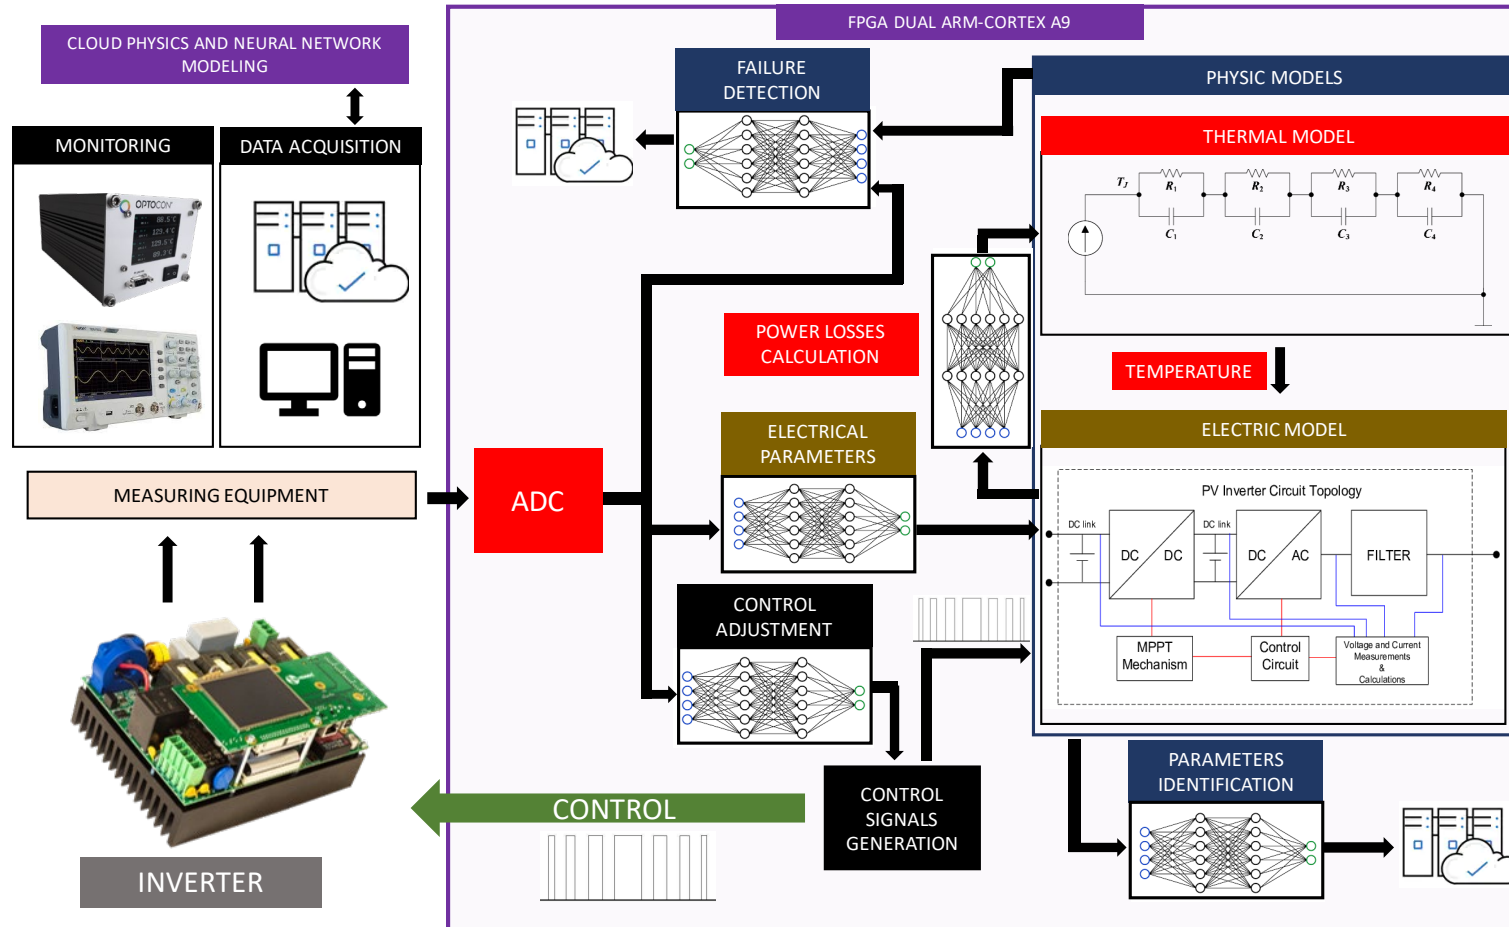 FPGA DUAL ARM-CORTEX A9
CLOUD PHYSICS AND NEURAL NETWORK
MODELING
MONITORING
DATA ACQUISITION
OPTOCON
FAILURE
DETECTION
PHYSIC MODELS
THERMAL MODEL
TJ
R1
R2
R3
R4
C1
C2
C3
C4
POWER LOSSES
CALCULATION
TEMPERATURE
ELECTRICAL
PARAMETERS
ELECTRIC MODEL
MEASURING EQUIPMENT
ADC
PV Inverter Circuit Topology
DC link
DC link
DC
DC
DC
AC
FILTER
MPPT
Mechanism
Control
Circuit
Voltage and Current
Measurements
&
Calculations
CONTROL
ADJUSTMENT
PARAMETERS
IDENTIFICATION
CONTROL
SIGNALS
GENERATION
CONTROL
INVERTER